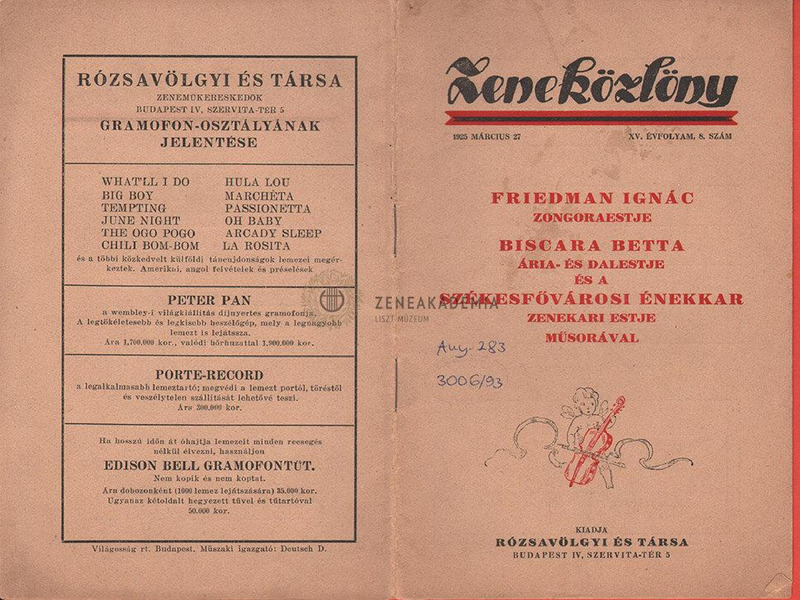 RÓZSAVÖLGYI ÉS TÁRSA
ZENEMŰKERESKEDŐK
BUDAPEST IV, SZERVITA-TÉR 5
GRAMOFON-OSZTÁLYÁNAK
JELENTÉSE
WHAT'LL I DO HULA LOU
BIG BOY MARCHÉTA
TEMPTING PASSIONETTA
JUNE NIGHT OH BABY
THE OGO POGO ARCADY SLEEP
CHILI BOM-BOM LA ROSITA
és a többi közkedvelt külföldi táncujdonságok lemezei megér-
keztek. Amerikai, angol felvételek és préselések
PETER PAN
a wembley-i világkiállítás díjnyertes gramofonja.
A legtökéletesebb és legkisebb beszélőgép, mely a legnagyobb
lemezt is lejátssza.
Ára 1,700.000 kor., valódi bőrhuzattal 1,900.000 kor.
PORTE-RECORD
a legalkalmasabb lemeztartó; megvédi a lemezt portól, töréstől
és veszélytelen szállítását lehetővé teszi.
Ára 300.000 kor.
Ha hosszú időn át óhajtja lemezeit minden recsegés
nélkül élvezni, használjon
EDISON BELL GRAMOFONTŰT.
Nem kopik és nem koptat.
Ára dobozonként (1000 lemez lejátszására) 35.000 kor.
Ugyanaz kétoldalt hegyezett tűvel és tűtartóval
50.000 kor.
Világosság rt. Budapest. Műszaki igazgató: Deutsch D.
Zeneközlöny
1925 MÁRCIUS 27 XV. ÉVFOLYAM, 8. SZÁM
FRIEDMAN IGNÁC
ZONGORAESTJE
BISCARA BETTA
ÁRIA- ÉS DALESTJE
ÉS A
SZÉKESFŐVÁROSI ÉNEKKAR
ZENEKARI ESTJE
MŰSORÁVAL
ZENEAKADÉMIA
LISZT MÚZEUM
Any-283
3006/93
KIADJA
RÓZSAVÖLGYI ÉS TÁRSA
BUDAPEST IV, SZERVITA-TÉR 5